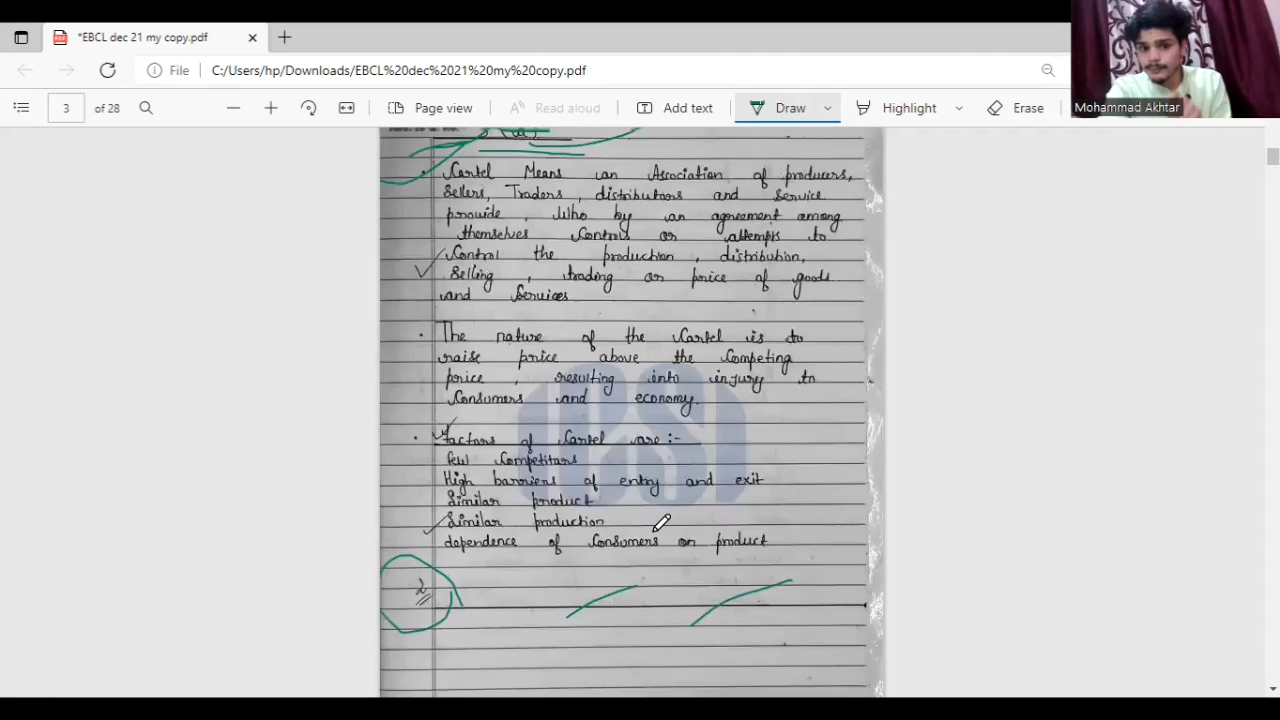 *EBCL dec 21 my copy.pdf
File C:/Users/hp/Downloads/EBCL%20dec%2021%20my%20copy.pdf
3 of 28 Page view Read aloud Add text Draw Highlight Erase
Mohammad Akhtar
(a)
Cartel Means an Association of producers,
Sellers, Traders, distributors and Service
provide, Who by an agreement among
themselves Controls or attempts to
Control the production, distribution,
Selling, trading or price of goods
and Services
• The nature of the Cartel is to
raise price above the Competing
price, resulting into injury to
Consumers and economy.
• factors of Cartel are :-
few Competitors
High barriers of entry and exit
Similar product
Similar production
dependence of Consumers on product
2
ICSI